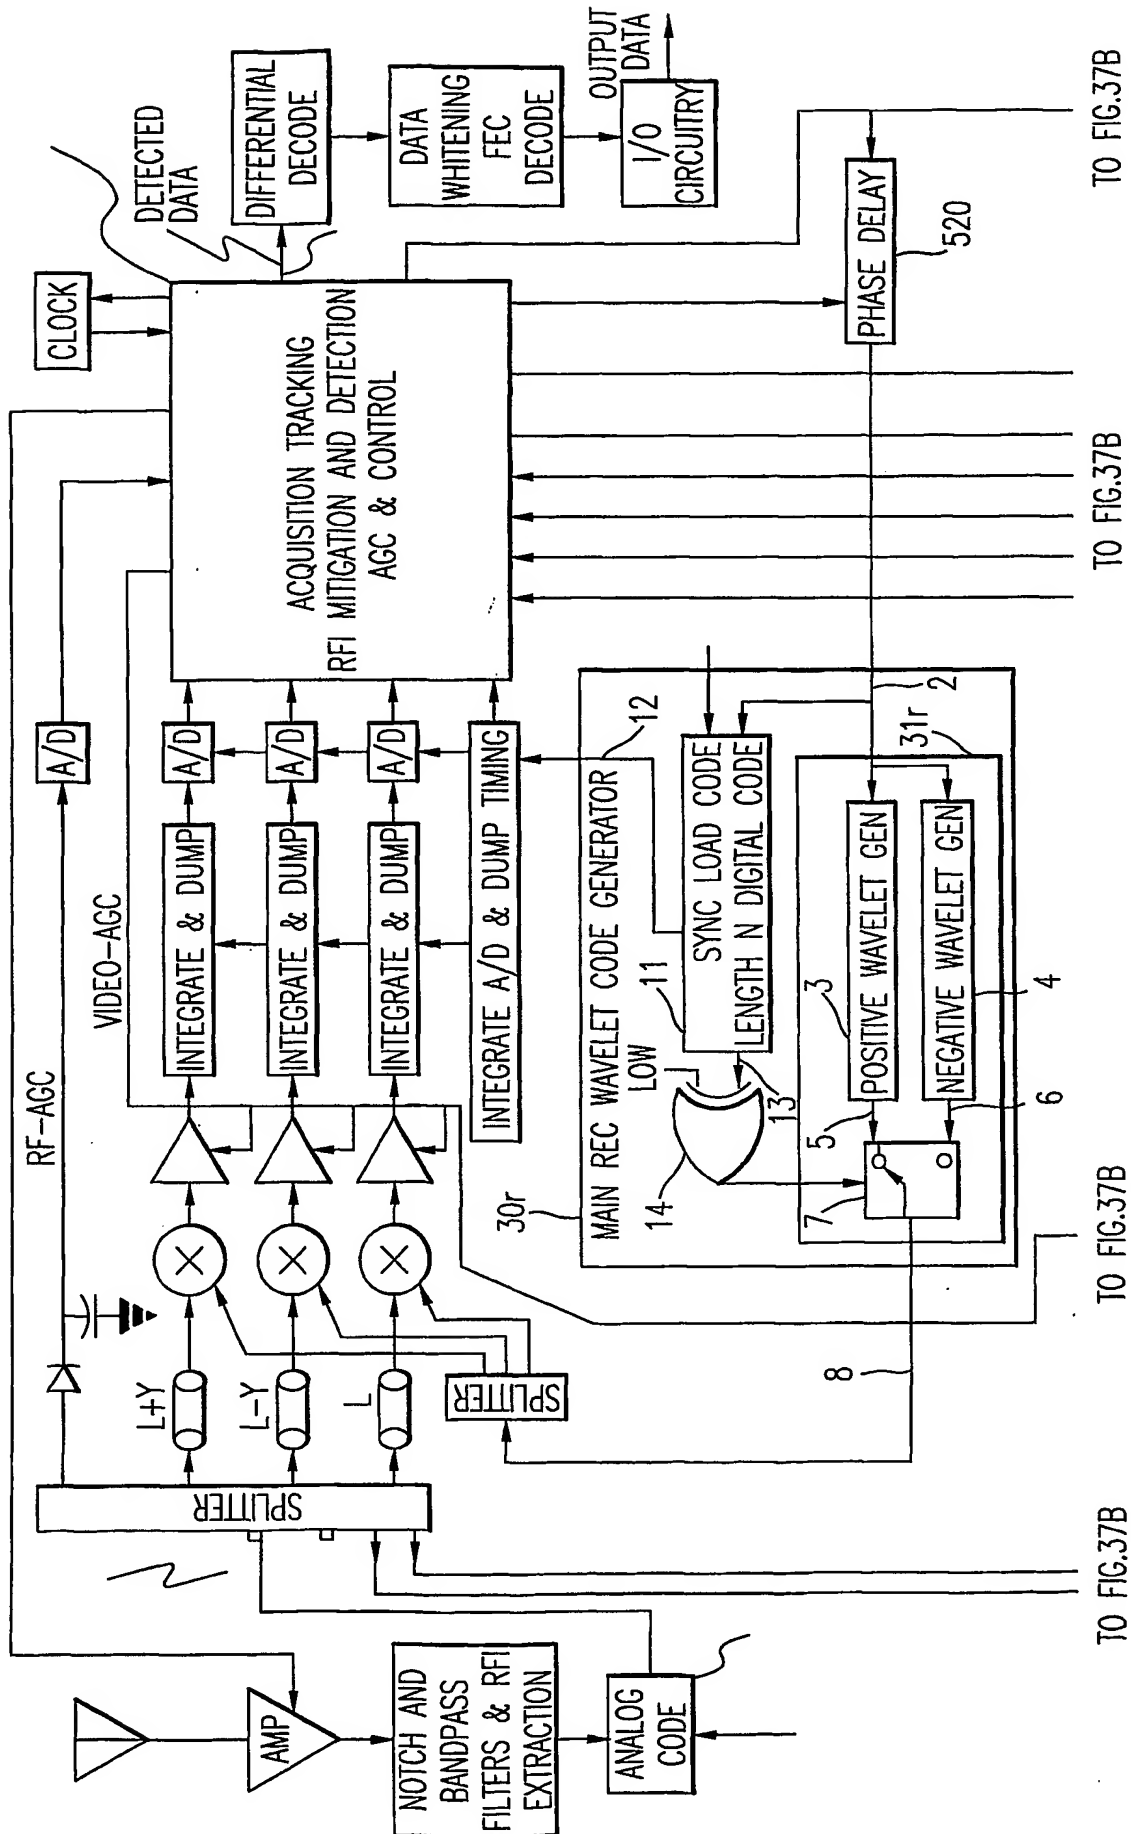 RF-AGC
A/D
CLOCK
DETECTED
DATA
DIFFERENTIAL
DECODE
DATA
WHITENING
FEC
DECODE
OUTPUT
DATA
I/O
CIRCUITRY
VIDEO-AGC
SPLITTER
L+Y
INTEGRATE & DUMP
A/D
L-Y
INTEGRATE & DUMP
A/D
L
INTEGRATE & DUMP
A/D
ACQUISITION TRACKING
RFI MITIGATION AND DETECTION
AGC & CONTROL
AMP
NOTCH AND
BANDPASS
FILTERS & RFI
EXTRACTION
ANALOG
CODE
SPLITTER
INTEGRATE A/D & DUMP TIMING
30r
MAIN REC WAVELET CODE GENERATOR
12
LOW
14
13
11
SYNC LOAD CODE
LENGTH N DIGITAL CODE
2
31r
3
POSITIVE WAVELET GEN
5
7
NEGATIVE WAVELET GEN
4
6
8
PHASE DELAY
520
TO FIG.37B
TO FIG.37B
TO FIG.37B
TO FIG.37B